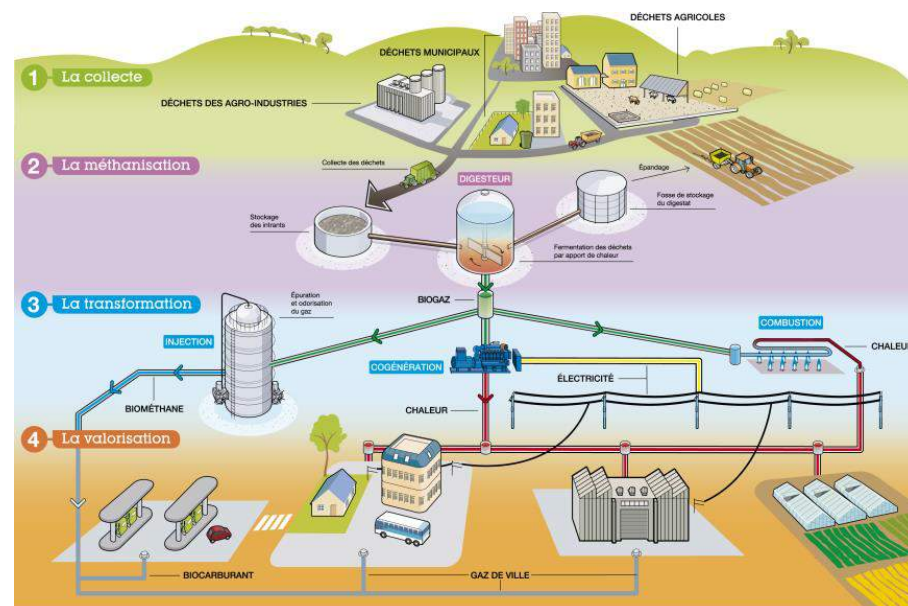 DÉCHETS AGRICOLES
DÉCHETS MUNICIPAUX
1 La collecte
DÉCHETS DES AGRO-INDUSTRIES
2 La méthanisation
Collecte des déchets
DIGESTEUR
Épandage
Fosse de stockage
du digestat
Stockage
des intrants
Fermentation des déchets
par apport de chaleur
3 La transformation
Épuration
et odorisation
du gaz
BIOGAZ
INJECTION
COMBUSTION
CHALEUR
COGÉNÉRATION
ÉLECTRICITÉ
BIOMÉTHANE
CHALEUR
4 La valorisation
BIOCARBURANT
GAZ DE VILLE